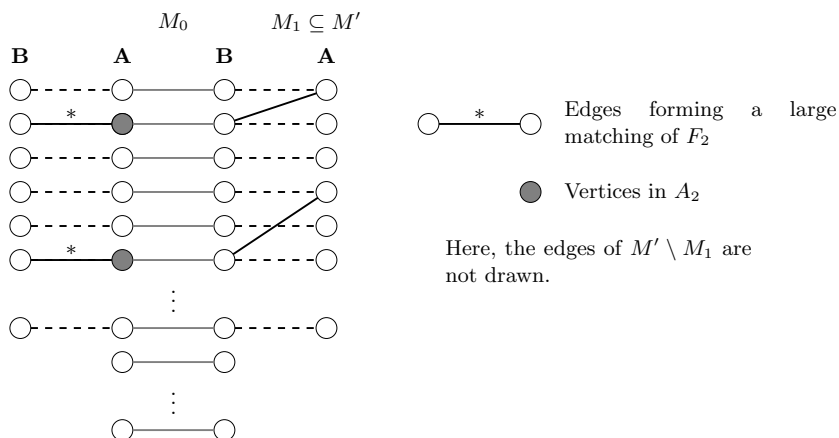 M₀ M₁ ⊆ M′
B A B A
*
*
⋮
⋮
* Edges forming a large
matching of F₂
Vertices in A₂
Here, the edges of M′ \ M₁ are
not drawn.